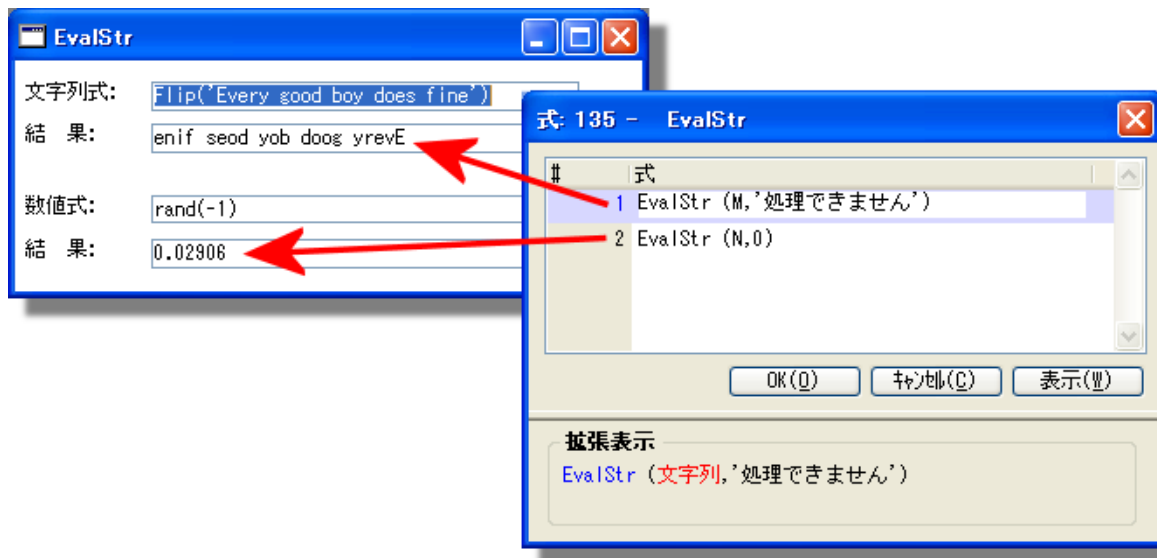 EvalStr
文字列式:
Flip('Every good boy does fine')
結 果:
enif seod yob doog yrevE
数値式:
rand(-1)
結 果:
0.02906
式: 135 - EvalStr
# 式
1 EvalStr (M,'処理できません')
2 EvalStr (N,0)
OK(O) ｷｬﾝｾﾙ(C) 表示(W)
拡張表示
EvalStr (文字列,'処理できません')